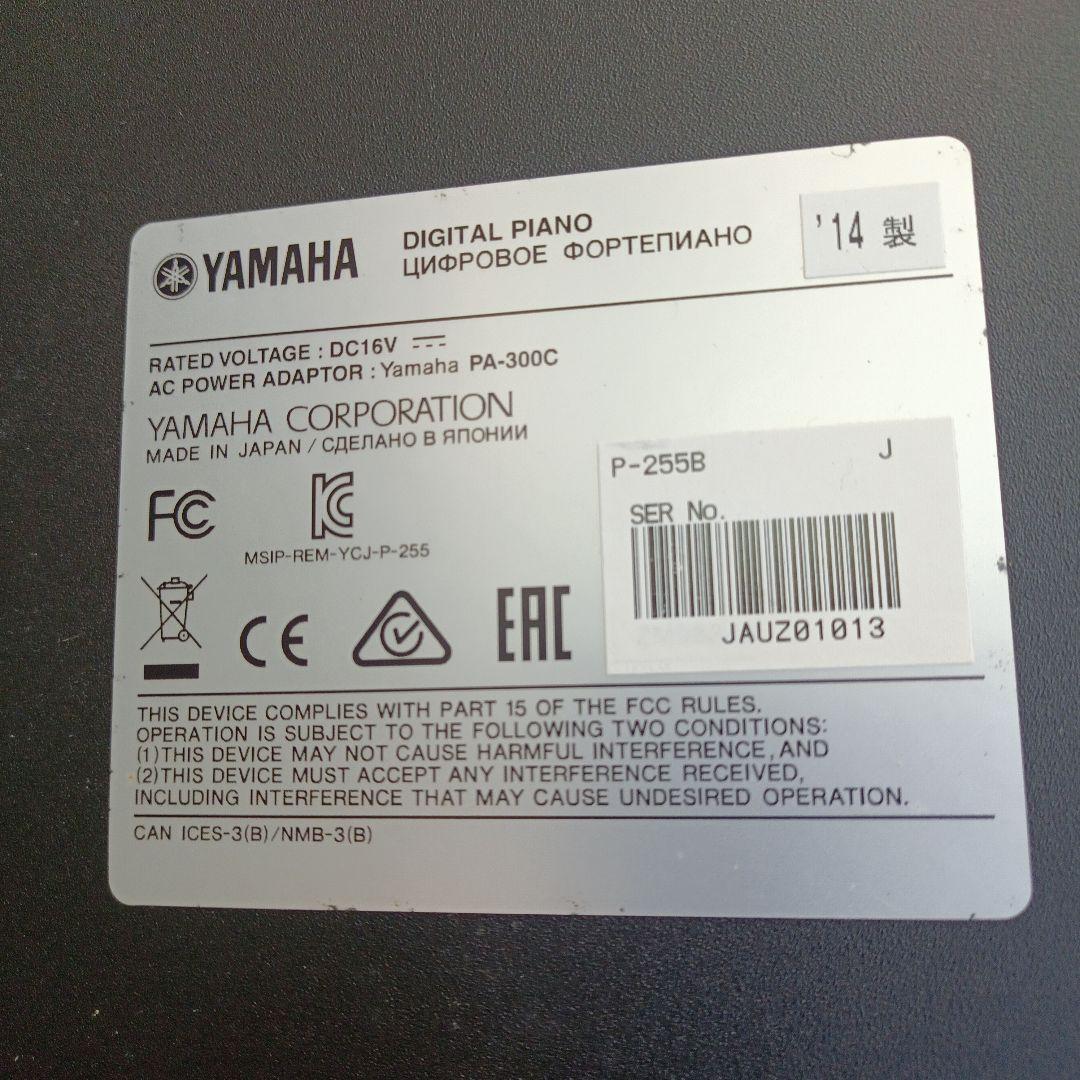 YAMAHA
DIGITAL PIANO
ЦИФРОВОЕ ФОРТЕПИАНО
'14 製
RATED VOLTAGE : DC16V
AC POWER ADAPTOR : Yamaha PA-300C
YAMAHA CORPORATION
MADE IN JAPAN / СДЕЛАНО В ЯПОНИИ
FC
KC
MSIP-REM-YCJ-P-255
CE
EAC
P-255B J
SER No.
JAUZ01013
THIS DEVICE COMPLIES WITH PART 15 OF THE FCC RULES.
OPERATION IS SUBJECT TO THE FOLLOWING TWO CONDITIONS:
(1)THIS DEVICE MAY NOT CAUSE HARMFUL INTERFERENCE,AND
(2)THIS DEVICE MUST ACCEPT ANY INTERFERENCE RECEIVED,
INCLUDING INTERFERENCE THAT MAY CAUSE UNDESIRED OPERATION.
CAN ICES-3(B)/NMB-3(B)